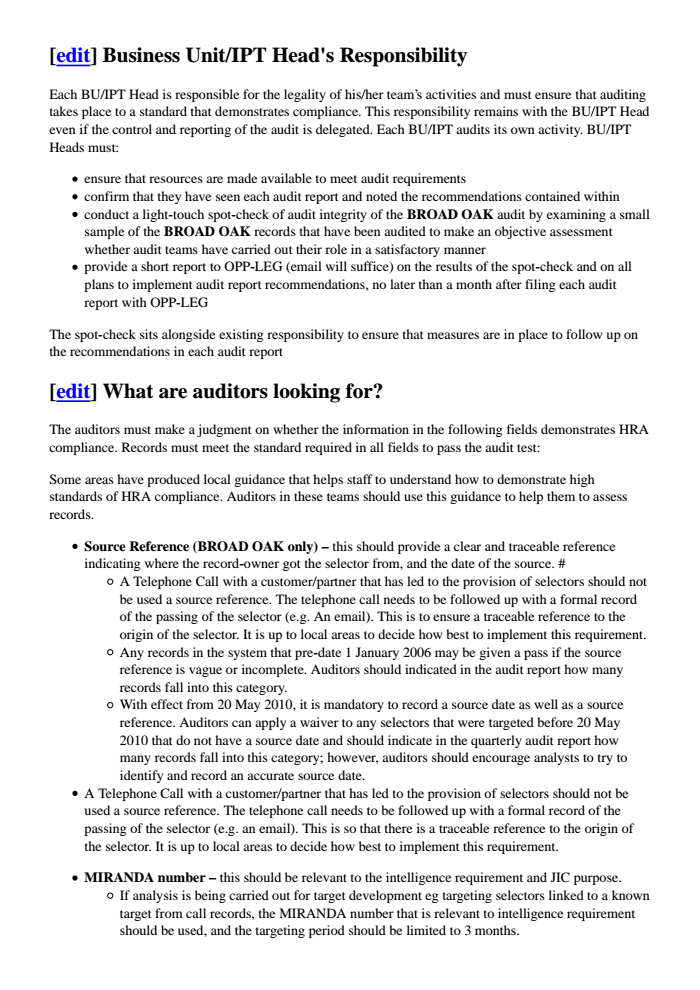 [edit] Business Unit/IPT Head's Responsibility
Each BU/IPT Head is responsible for the legality of his/her team’s activities and must ensure that auditing
takes place to a standard that demonstrates compliance. This responsibility remains with the BU/IPT Head
even if the control and reporting of the audit is delegated. Each BU/IPT audits its own activity. BU/IPT
Heads must:
• ensure that resources are made available to meet audit requirements
• confirm that they have seen each audit report and noted the recommendations contained within
• conduct a light-touch spot-check of audit integrity of the BROAD OAK audit by examining a small
sample of the BROAD OAK records that have been audited to make an objective assessment
whether audit teams have carried out their role in a satisfactory manner
• provide a short report to OPP-LEG (email will suffice) on the results of the spot-check and on all
plans to implement audit report recommendations, no later than a month after filing each audit
report with OPP-LEG
The spot-check sits alongside existing responsibility to ensure that measures are in place to follow up on
the recommendations in each audit report
[edit] What are auditors looking for?
The auditors must make a judgment on whether the information in the following fields demonstrates HRA
compliance. Records must meet the standard required in all fields to pass the audit test:
Some areas have produced local guidance that helps staff to understand how to demonstrate high
standards of HRA compliance. Auditors in these teams should use this guidance to help them to assess
records.
• Source Reference (BROAD OAK only) – this should provide a clear and traceable reference
indicating where the record-owner got the selector from, and the date of the source. #
○ A Telephone Call with a customer/partner that has led to the provision of selectors should not
be used a source reference. The telephone call needs to be followed up with a formal record
of the passing of the selector (e.g. An email). This is to ensure a traceable reference to the
origin of the selector. It is up to local areas to decide how best to implement this requirement.
○ Any records in the system that pre-date 1 January 2006 may be given a pass if the source
reference is vague or incomplete. Auditors should indicated in the audit report how many
records fall into this category.
○ With effect from 20 May 2010, it is mandatory to record a source date as well as a source
reference. Auditors can apply a waiver to any selectors that were targeted before 20 May
2010 that do not have a source date and should indicate in the quarterly audit report how
many records fall into this category; however, auditors should encourage analysts to try to
identify and record an accurate source date.
• A Telephone Call with a customer/partner that has led to the provision of selectors should not be
used a source reference. The telephone call needs to be followed up with a formal record of the
passing of the selector (e.g. an email). This is so that there is a traceable reference to the origin of
the selector. It is up to local areas to decide how best to implement this requirement.
• MIRANDA number – this should be relevant to the intelligence requirement and JIC purpose.
○ If analysis is being carried out for target development eg targeting selectors linked to a known
target from call records, the MIRANDA number that is relevant to intelligence requirement
should be used, and the targeting period should be limited to 3 months.